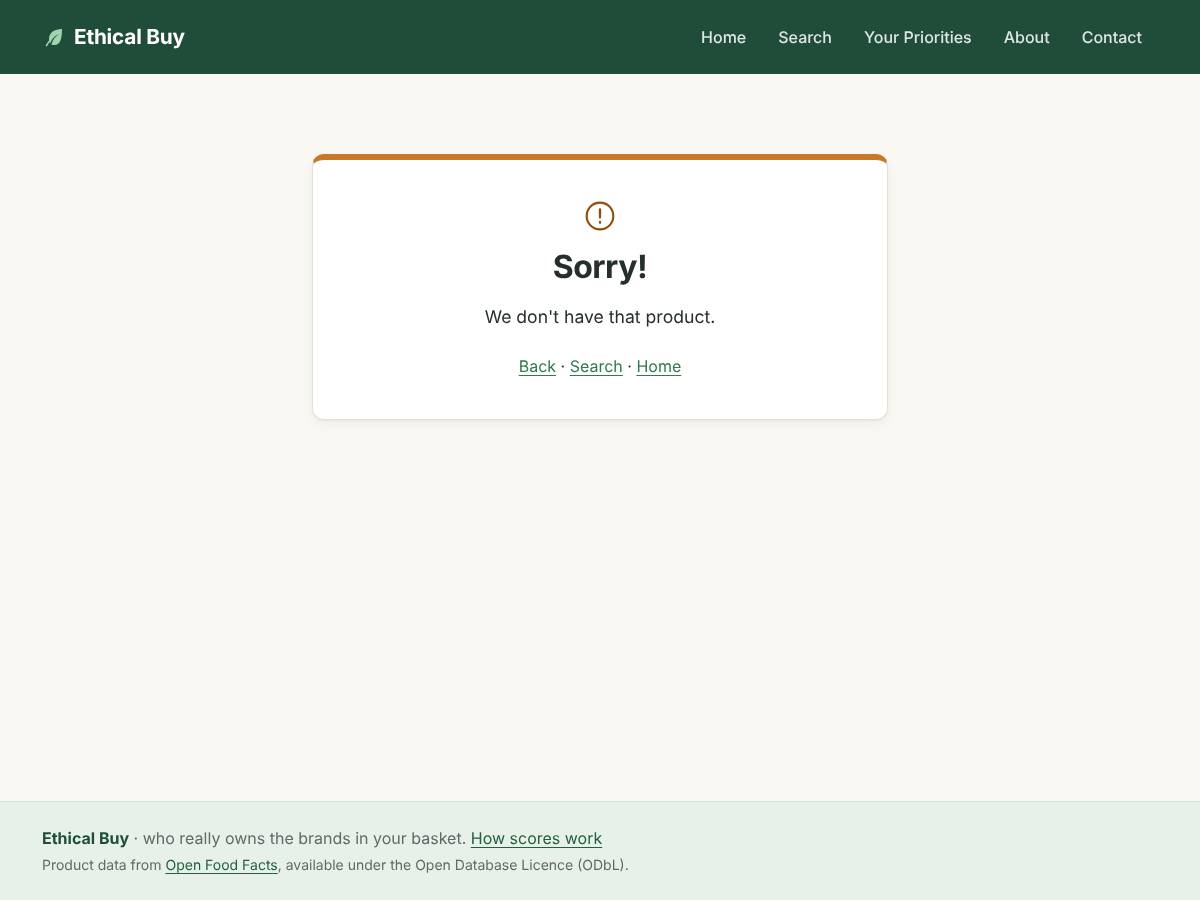 Ethical Buy
Home Search Your Priorities About Contact
Sorry!
We don't have that product.
Back · Search · Home
Ethical Buy · who really owns the brands in your basket. How scores work
Product data from Open Food Facts, available under the Open Database Licence (ODbL).